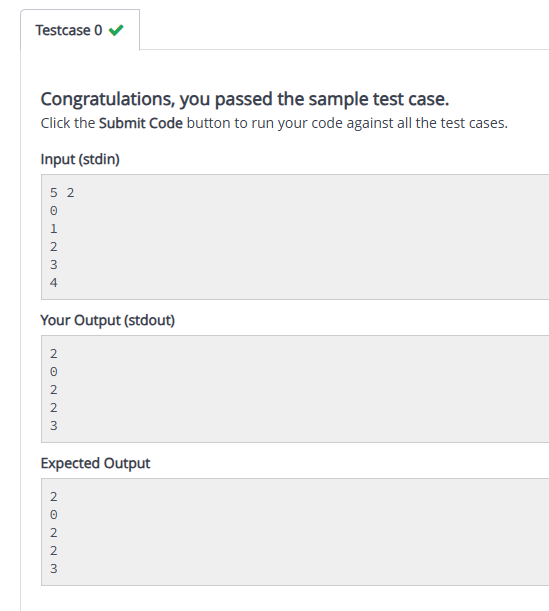 Testcase 0
Congratulations, you passed the sample test case.
Click the Submit Code button to run your code against all the test cases.
Input (stdin)
5 2
0
1
2
3
4
Your Output (stdout)
2
0
2
2
3
Expected Output
2
0
2
2
3